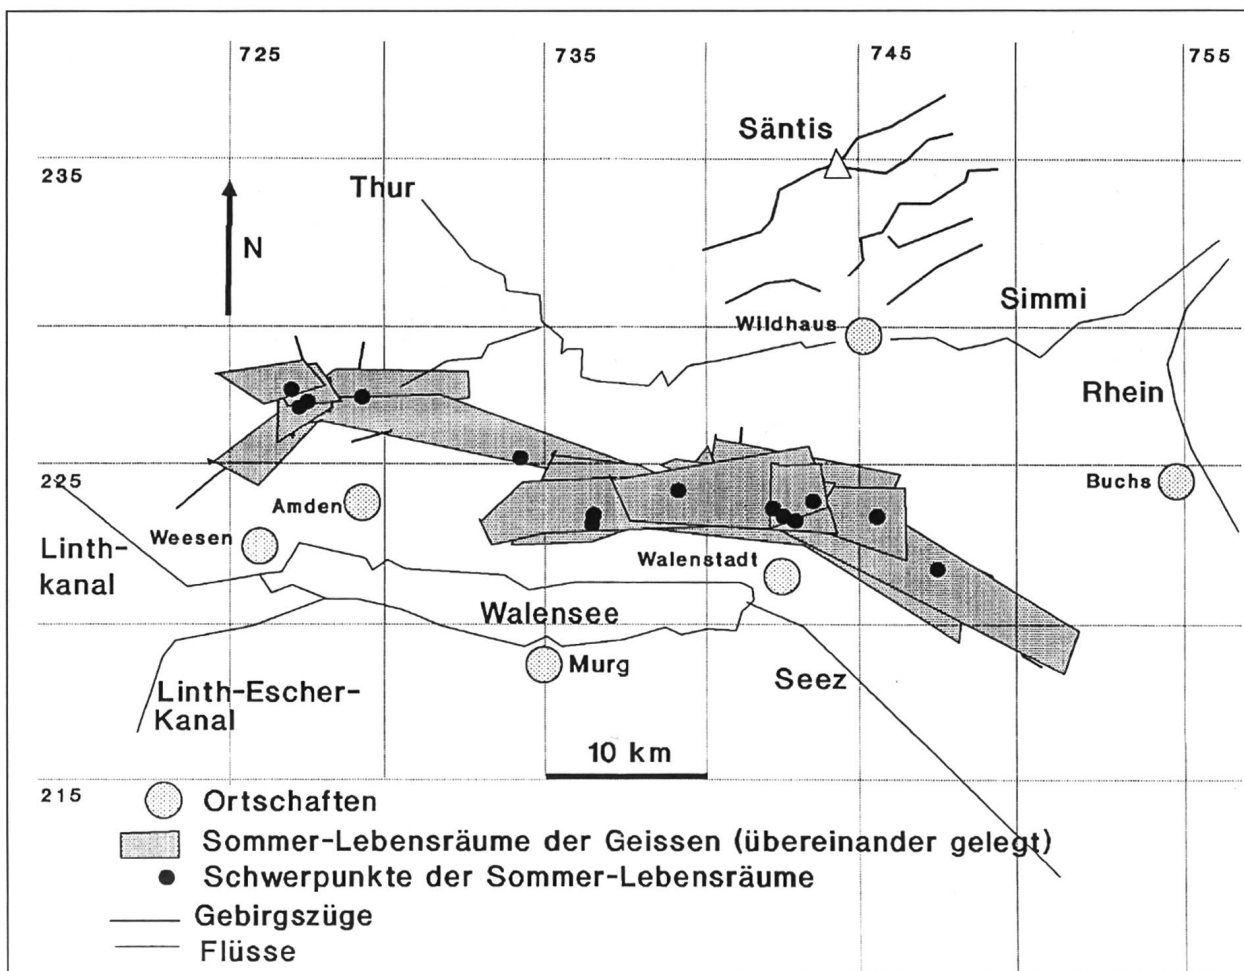 725
735
745
755
Säntis
235
Thur
N
Simmi
Wildhaus
Rhein
225
Buchs
Amden
Weesen
Linth-
kanal
Walenstadt
Walensee
Murg
Seez
Linth-Escher-
Kanal
10 km
215
Ortschaften
Sommer-Lebensräume der Geissen (übereinander gelegt)
Schwerpunkte der Sommer-Lebensräume
Gebirgszüge
Flüsse